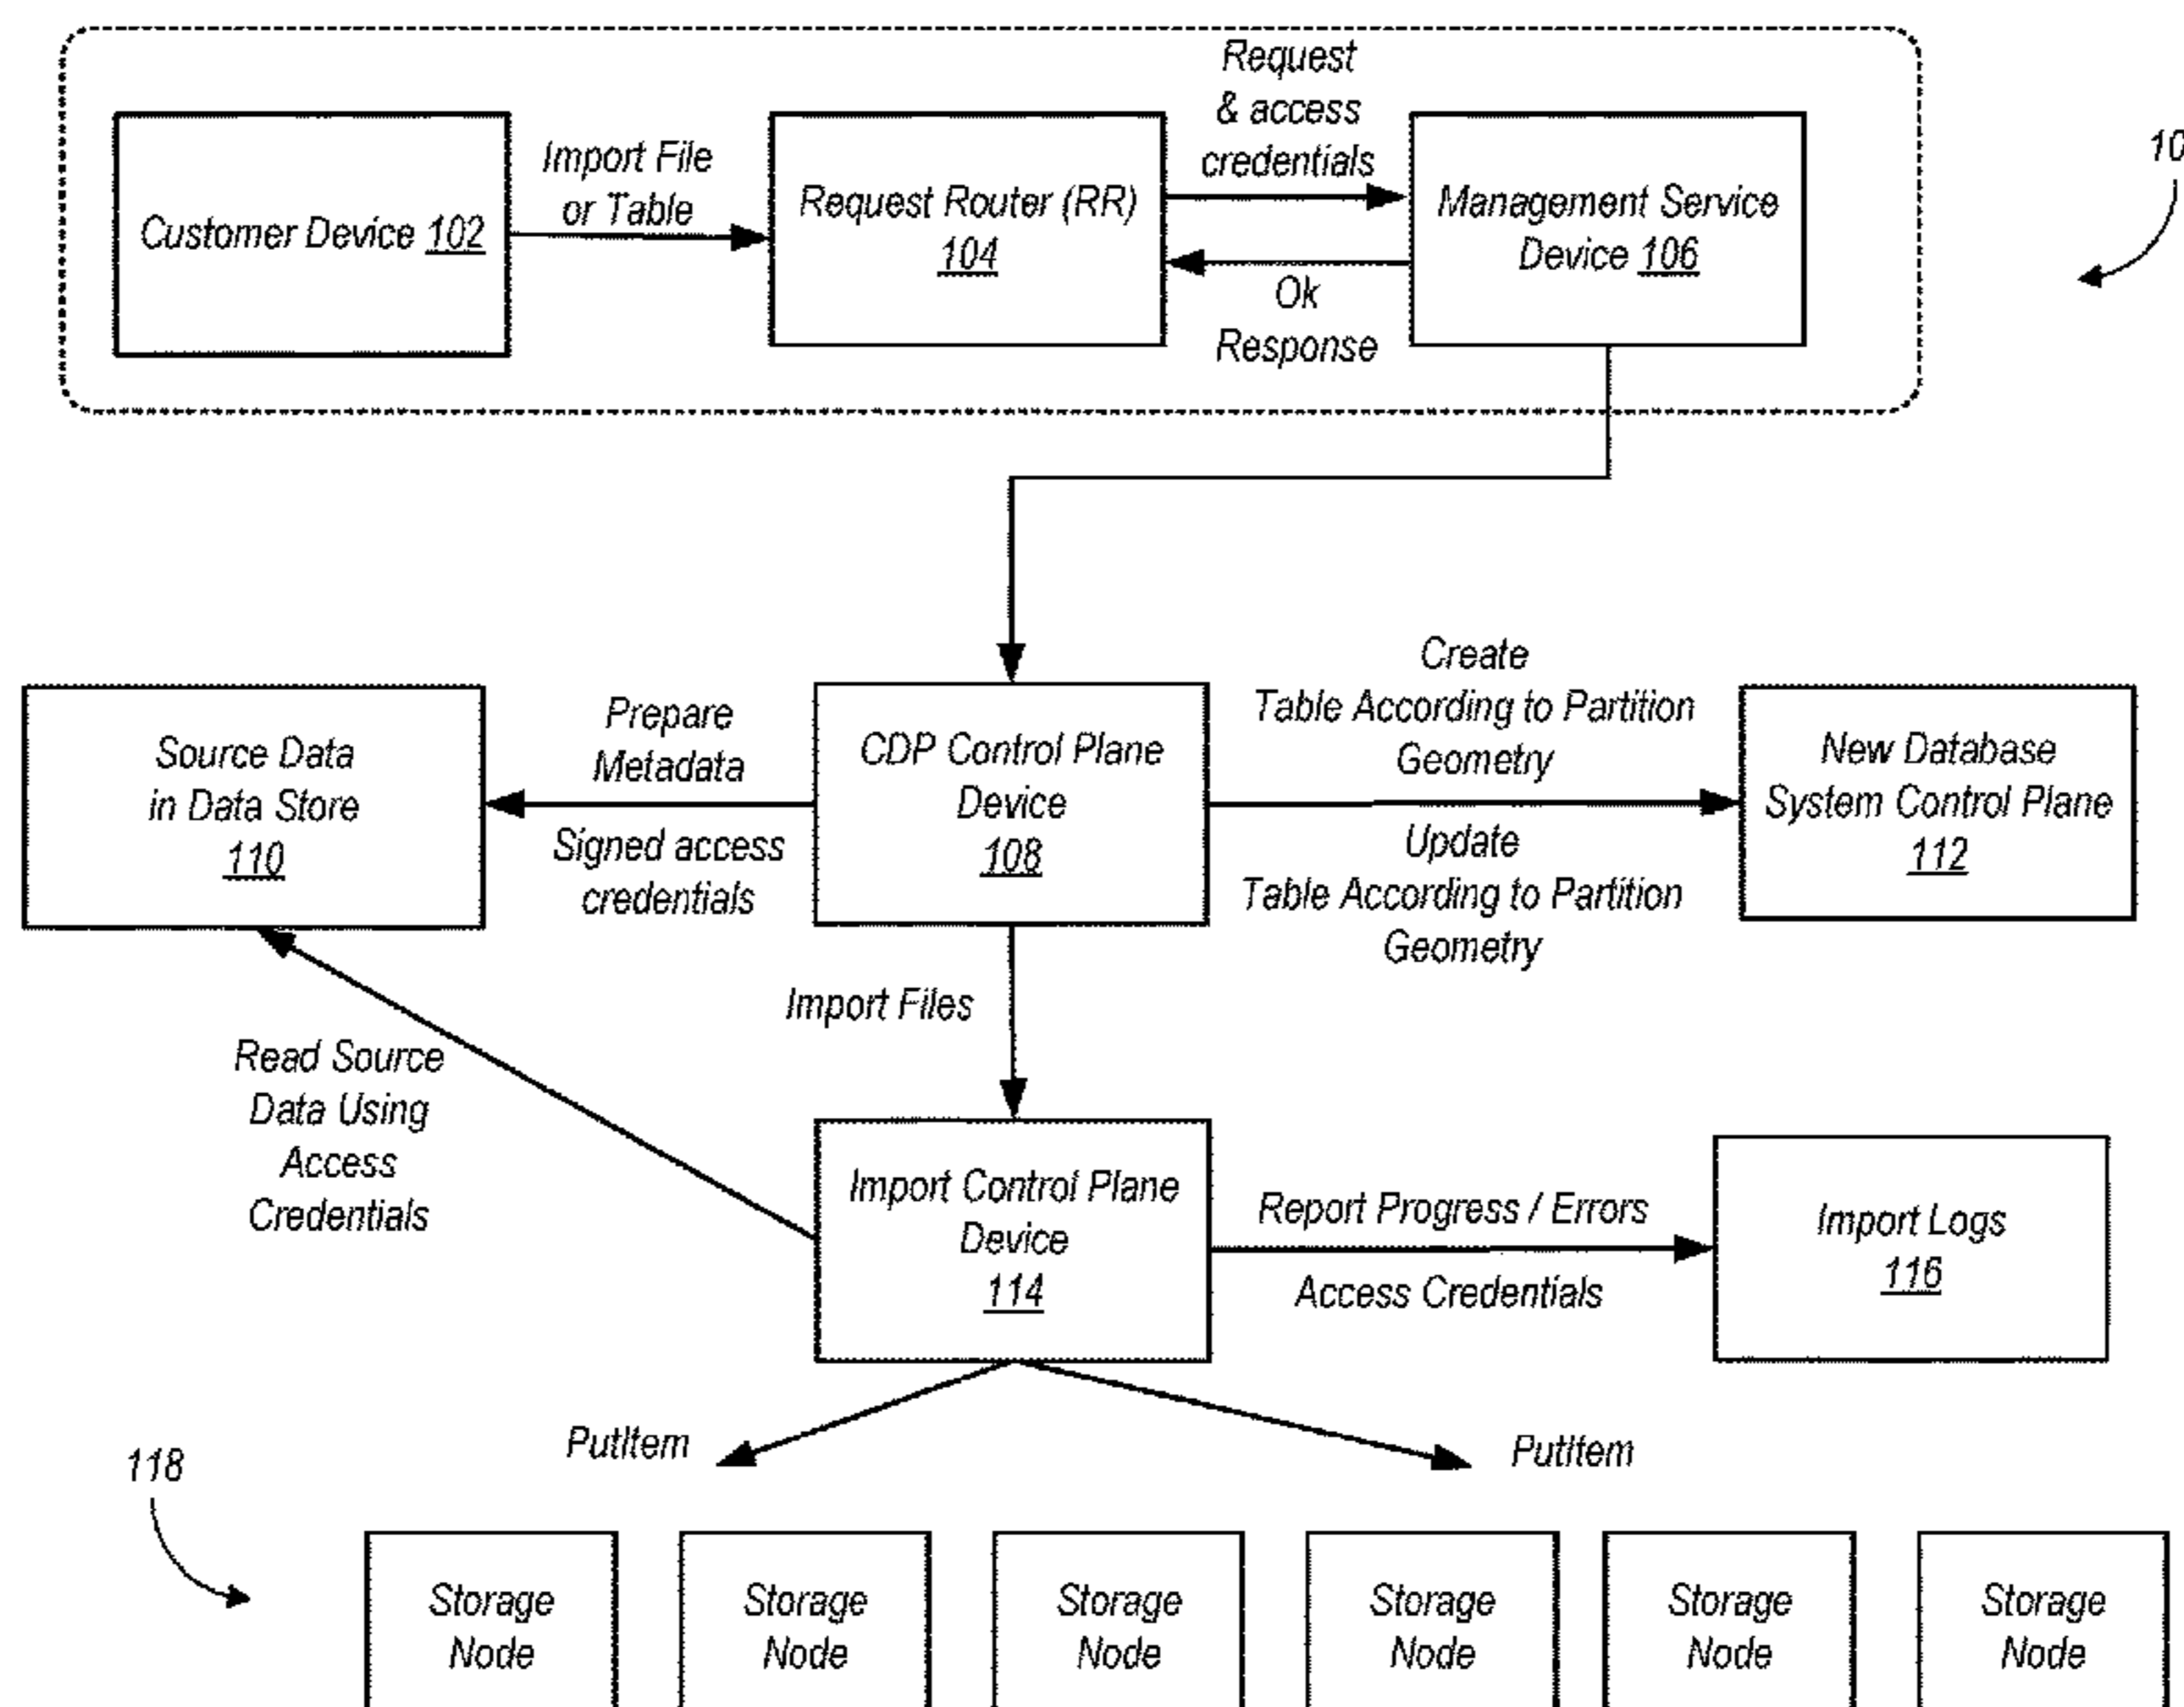 Request
& access
credentials
Import File
or Table
Customer Device 102
Request Router (RR)
104
Management Service
Device 106
Ok
Response
10
Create
Table According to Partition
Geometry
Prepare
Metadata
Source Data
in Data Store
110
CDP Control Plane
Device
108
New Database
System Control Plane
112
Signed access
credentials
Update
Table According to Partition
Geometry
Import Files
Read Source
Data Using
Access
Credentials
Import Control Plane
Device
114
Report Progress / Errors
Access Credentials
Import Logs
116
PutItem
PutItem
118
Storage
Node
Storage
Node
Storage
Node
Storage
Node
Storage
Node
Storage
Node